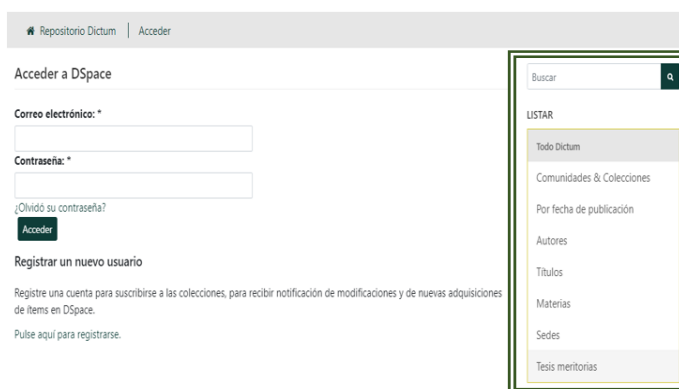 Repositorio Dictum | Acceder
Acceder a DSpace
Correo electrónico: *
Contraseña: *
¿Olvidó su contraseña?
Acceder
Registrar un nuevo usuario
Registre una cuenta para suscribirse a las colecciones, para recibir notificación de modificaciones y de nuevas adquisiciones
de ítems en DSpace.
Pulse aquí para registrarse.
Buscar
LISTAR
Todo Dictum
Comunidades & Colecciones
Por fecha de publicación
Autores
Títulos
Materias
Sedes
Tesis meritorias